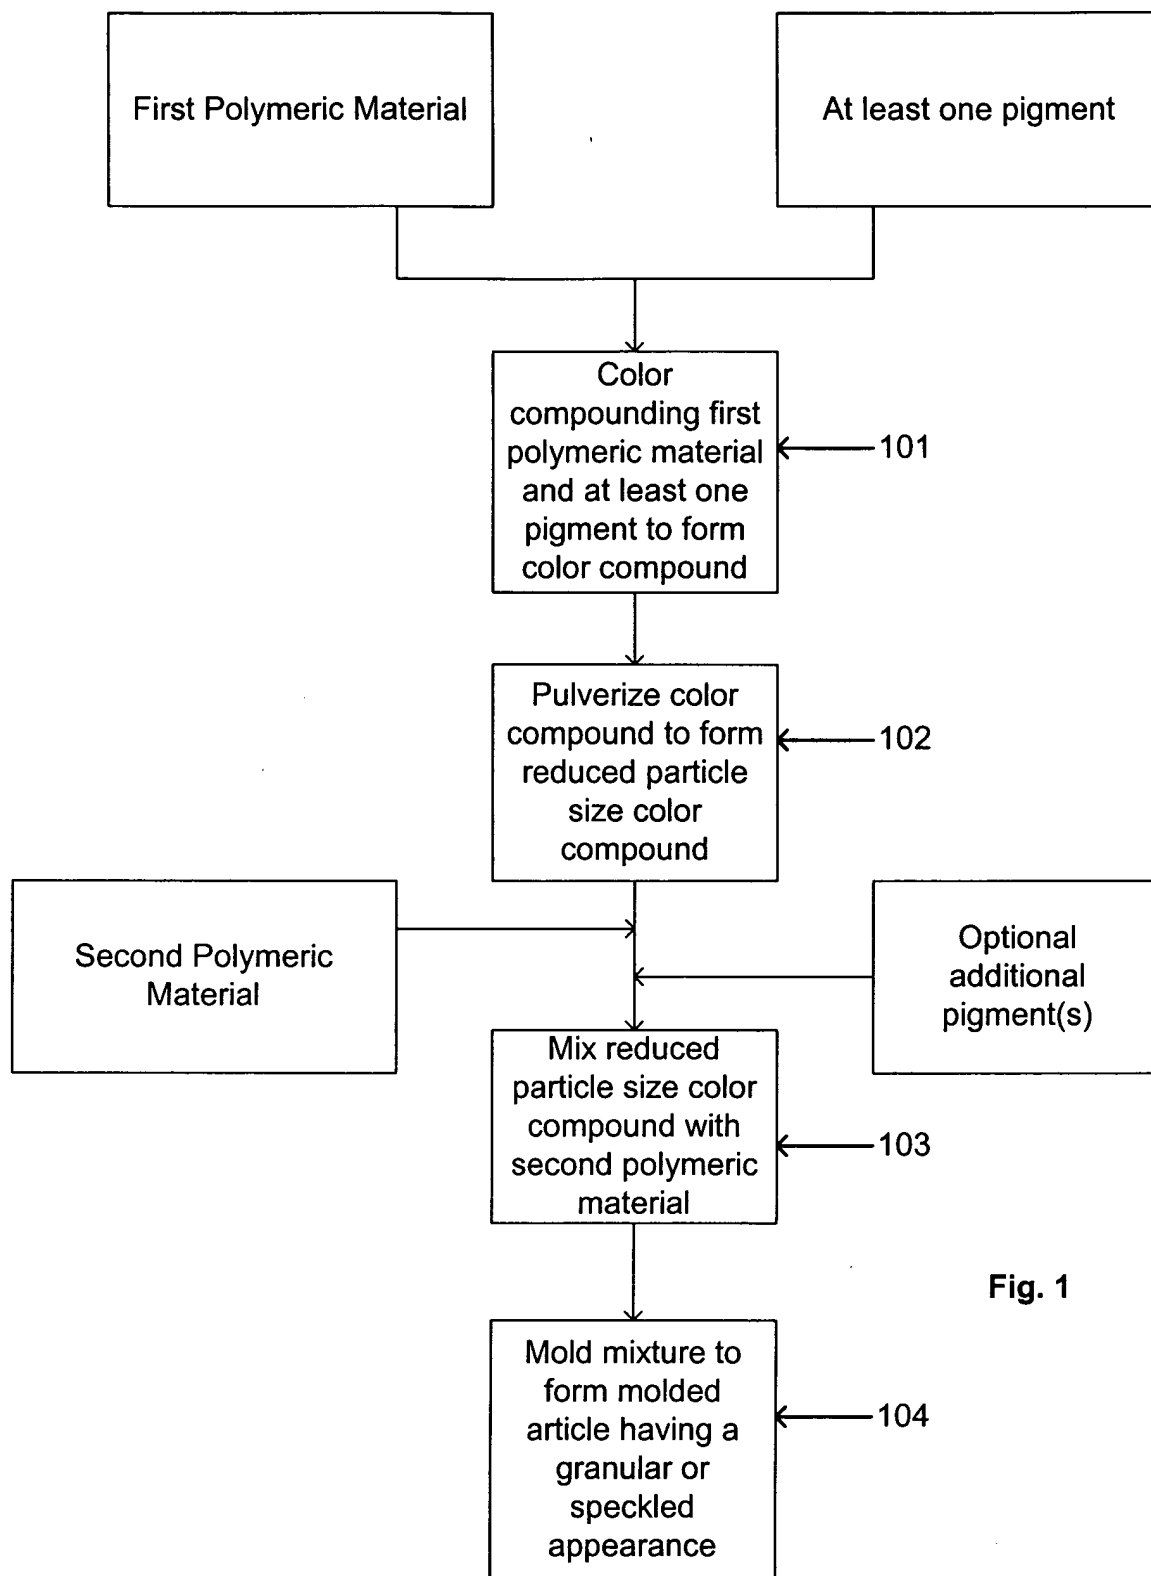 First Polymeric Material
At least one pigment
Color
compounding first
polymeric material
and at least one
pigment to form
color compound
101
Pulverize color
compound to form
reduced particle
size color
compound
102
Second Polymeric
Material
Optional
additional
pigment(s)
Mix reduced
particle size color
compound with
second polymeric
material
103
Fig. 1
Mold mixture to
form molded
article having a
granular or
speckled
appearance
104